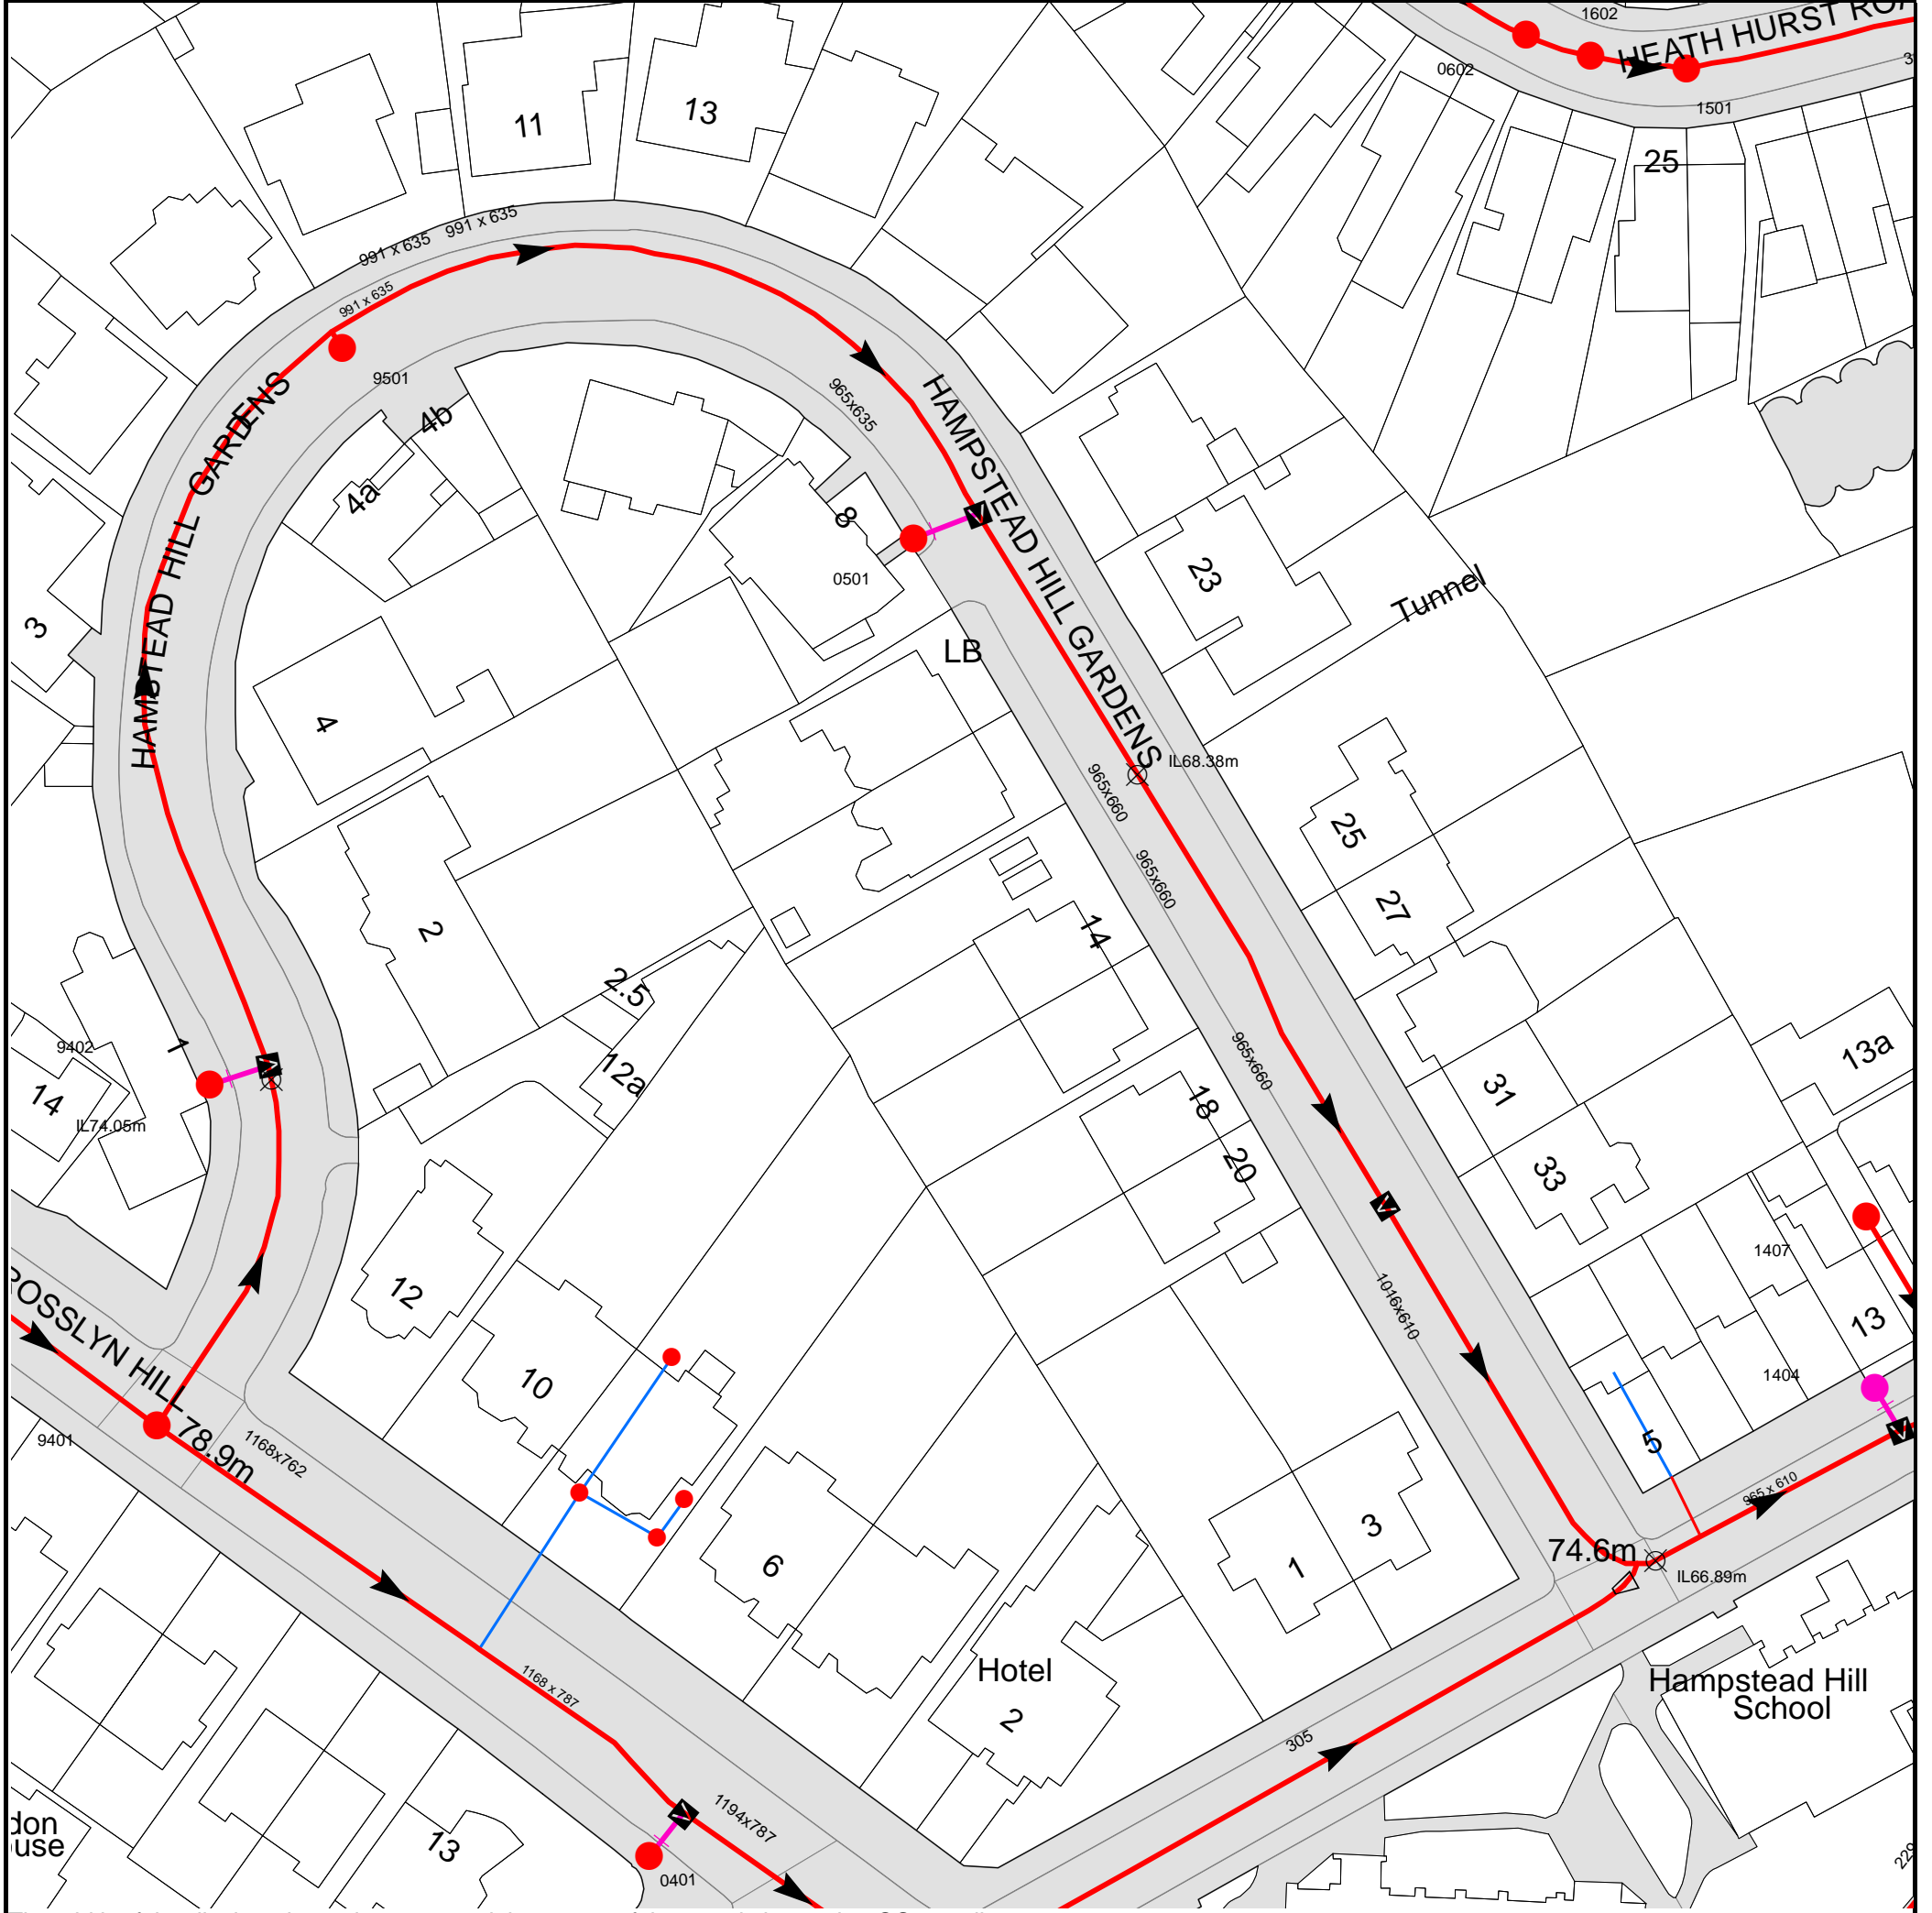 1602
HEATH HURST ROA
0602
1501
11
13
25
991 x 635
991 x 635
991 x 635
9501
HAMPSTEAD HILL GARDENS
4b
4a
965x635
HAMPSTEAD HILL GARDENS
8
0501
23
Tunnel
3
LB
4
IL68.38m
965x660
25
965x660
27
2
14
2.5
9402
1
14
IL74.05m
12a
965x660
18
31
13a
20
33
12
1407
1016x610
13
1404
ROSSLYN HILL
78.9m
9401
1168x762
10
5
965 x 610
6
1
3
74.6m
IL66.89m
1168 x 787
Hotel
2
305
Hampstead Hill
School
1194x787
don
use
13
0401
229